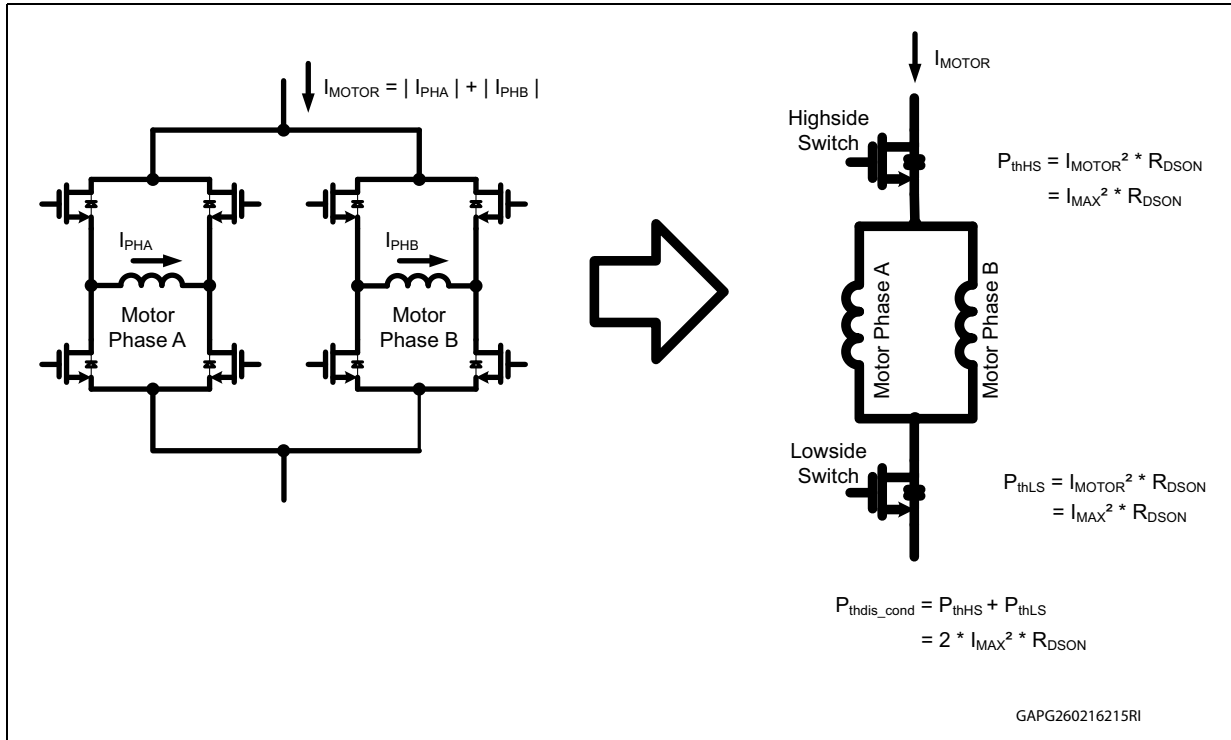 I_MOTOR = | I_PHA | + | I_PHB |
I_PHA
Motor
Phase A
I_PHB
Motor
Phase B
I_MOTOR
Highside
Switch
P_thHS = I_MOTOR² * R_DSON
= I_MAX² * R_DSON
Motor Phase A
Motor Phase B
Lowside
Switch
P_thLS = I_MOTOR² * R_DSON
= I_MAX² * R_DSON
P_thdis_cond = P_thHS + P_thLS
= 2 * I_MAX² * R_DSON
GAPG260216215RI